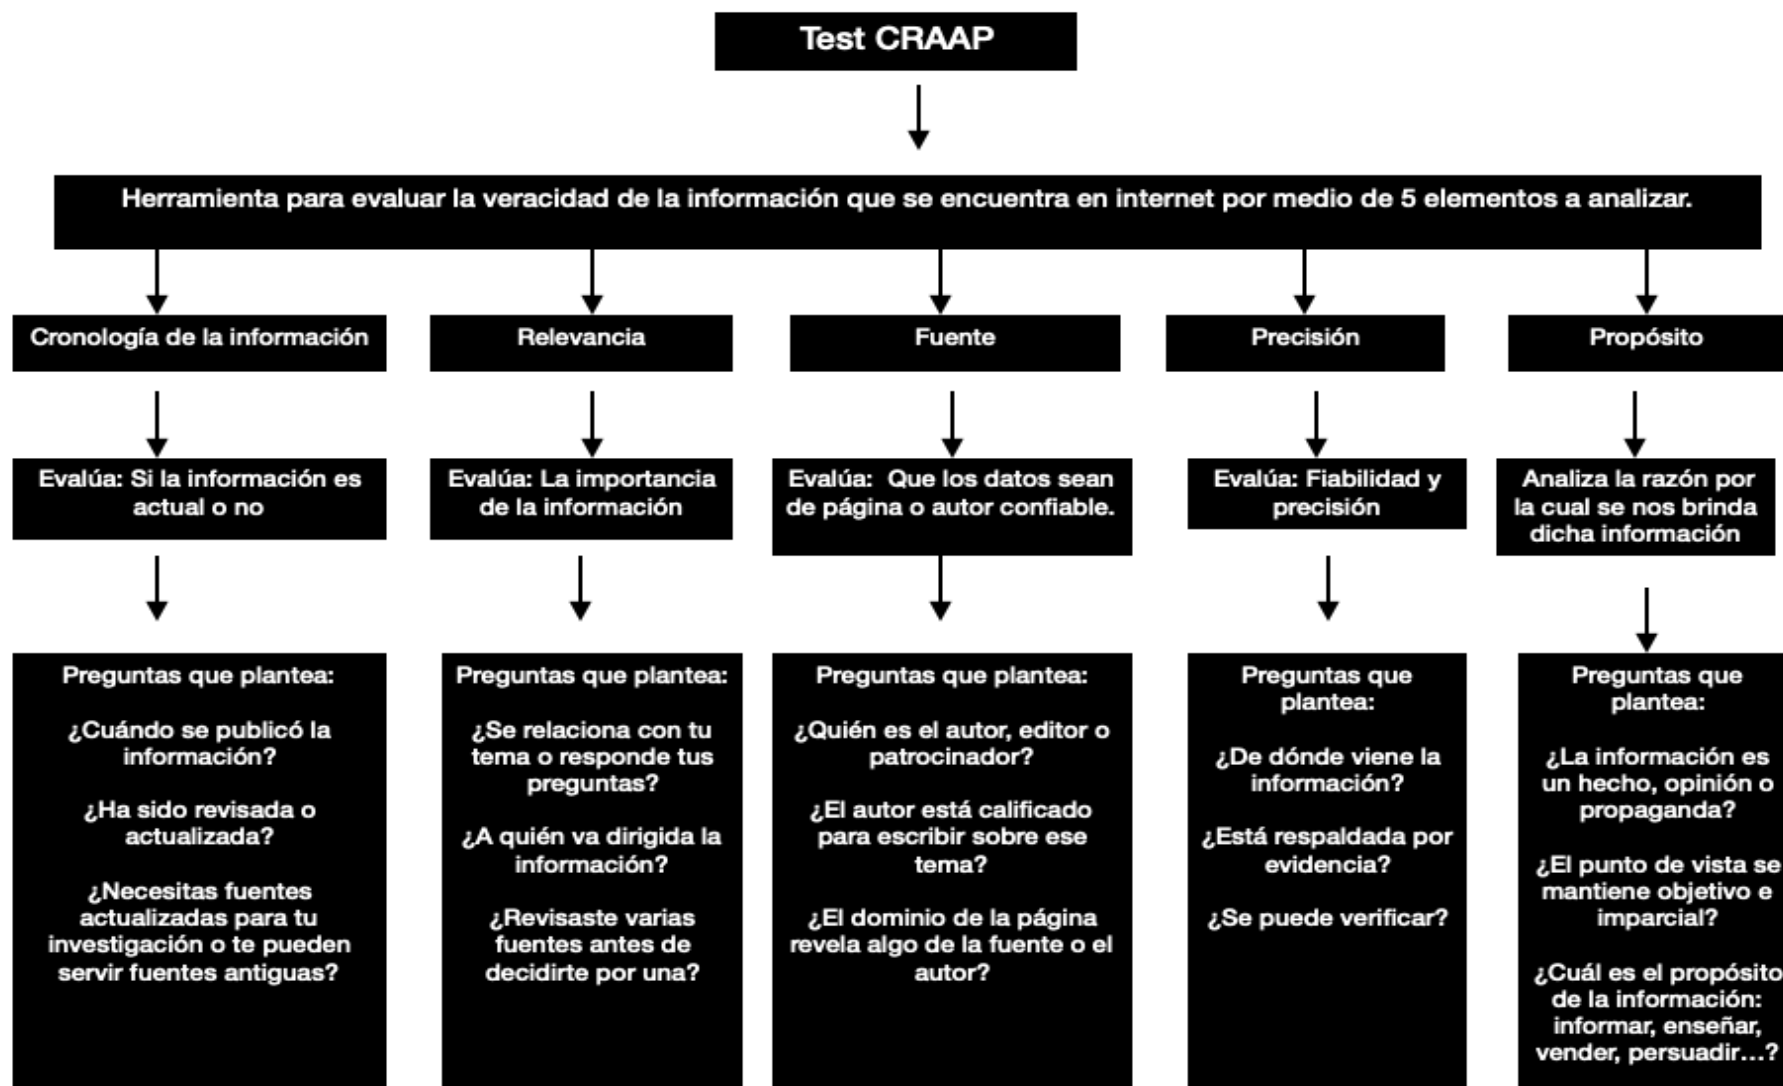 Test CRAAP
Herramienta para evaluar la veracidad de la información que se encuentra en internet por medio de 5 elementos a analizar.
Cronología de la información
Relevancia
Fuente
Precisión
Propósito
Evalúa: Si la información es
actual o no
Evalúa: La importancia
de la información
Evalúa: Que los datos sean
de página o autor confiable.
Evalúa: Fiabilidad y
precisión
Analiza la razón por
la cual se nos brinda
dicha información
Preguntas que plantea:
¿Cuándo se publicó la
información?
¿Ha sido revisada o
actualizada?
¿Necesitas fuentes
actualizadas para tu
investigación o te pueden
servir fuentes antiguas?
Preguntas que plantea:
¿Se relaciona con tu
tema o responde tus
preguntas?
¿A quién va dirigida la
información?
¿Revisaste varias
fuentes antes de
decidirte por una?
Preguntas que plantea:
¿Quién es el autor, editor o
patrocinador?
¿El autor está calificado
para escribir sobre ese
tema?
¿El dominio de la página
revela algo de la fuente o el
autor?
Preguntas que
plantea:
¿De dónde viene la
información?
¿Está respaldada por
evidencia?
¿Se puede verificar?
Preguntas que
plantea:
¿La información es
un hecho, opinión o
propaganda?
¿El punto de vista se
mantiene objetivo e
imparcial?
¿Cuál es el propósito
de la información:
informar, enseñar,
vender, persuadir...?